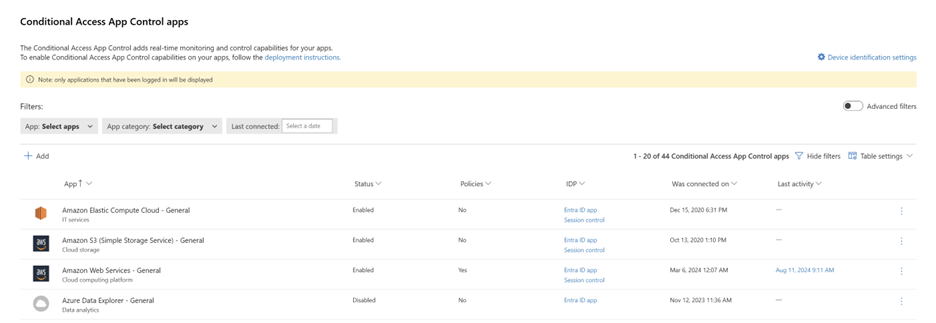 Conditional Access App Control apps
The Conditional Access App Control adds real-time monitoring and control capabilities for your apps.
To enable Conditional Access App Control capabilities on your apps, follow the deployment instructions.
Device identification settings
Note: only applications that have been logged in will be displayed
Filters:
Advanced filters
App: Select apps
App category: Select category
Last connected: Select a date
+ Add
1 - 20 of 44 Conditional Access App Control apps
Hide filters
Table settings
App ↑ Status Policies IDP Was connected on Last activity
Amazon Elastic Compute Cloud - General Enabled No Entra ID app Dec 15, 2020 6:31 PM —
IT services Session control
aws Amazon S3 (Simple Storage Service) - General Enabled No Entra ID app Oct 13, 2020 1:10 PM —
Cloud storage Session control
aws Amazon Web Services - General Enabled Yes Entra ID app Mar 6, 2024 12:07 AM Aug 11, 2024 9:11 AM
Cloud computing platform Session control
Azure Data Explorer - General Disabled No Entra ID app Nov 12, 2023 11:36 AM —
Data analytics